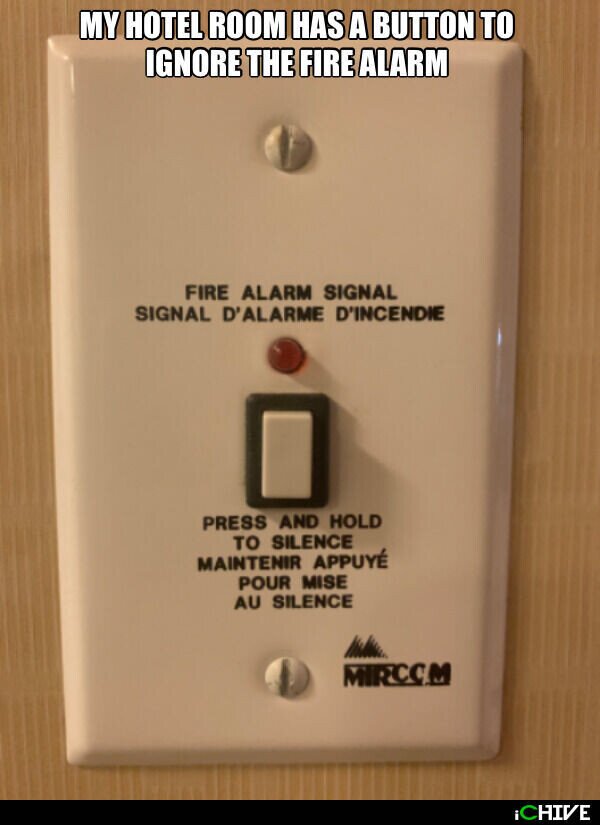 MY HOTEL ROOM HAS A BUTTON TO
IGNORE THE FIRE ALARM
FIRE ALARM SIGNAL
SIGNAL D'ALARME D'INCENDIE
PRESS AND HOLD
TO SILENCE
MAINTENIR APPUYÉ
POUR MISE
AU SILENCE
MIRCOM
iCHIVE